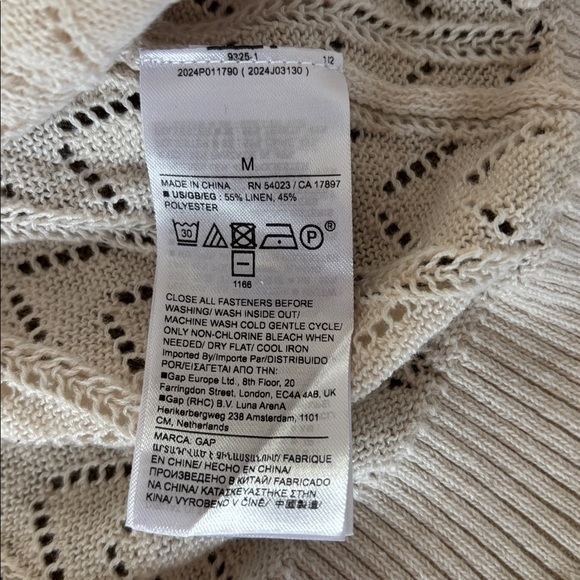 9325-1 1/2
2024P011790 ( 2024J03130 )
M
MADE IN CHINA RN 54023 / CA 17897
■ US/GB/EG : 55% LINEN, 45%
POLYESTER
30 P ®
1166
CLOSE ALL FASTENERS BEFORE
WASHING/ WASH INSIDE OUT/
MACHINE WASH COLD GENTLE CYCLE/
ONLY NON-CHLORINE BLEACH WHEN
NEEDED/ DRY FLAT/ COOL IRON
Imported By/Importe Par/DISTRIBUIDO
POR/ΕΙΣΑΓΕΤΑΙ ΑΠΟ ΤΗΝ:
■Gap Europe Ltd , 8th Floor, 20
Farringdon Street, London, EC4A 4AB, UK
■Gap (RHC) B.V. Luna ArenA
Herikerbergweg 238 Amsterdam, 1101
CM, Netherlands
MARCA: GAP
ԱՐՏԱԴՐՎԱԾ Է ՉԻՆԱՍՏԱՆՈՒՄ/ FABRIQUE
EN CHINE/ HECHO EN CHINA/
ПРОИЗВЕДЕНО В КИТАЙ/ FABRICADO
NA CHINA/ ΚΑΤΑΣΚΕΥΑΣΤΗΚΕ ΣΤΗΝ
ΚΙΝΑ/ VYROBENO V ČÍNĚ/ 中國製造